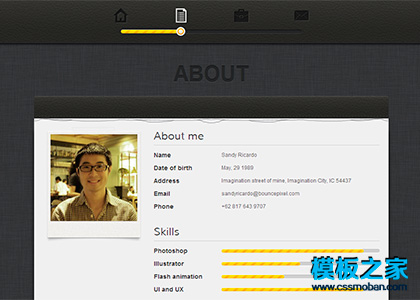 ABOUT
About me
Name Sandy Ricardo
Date of birth May, 29 1989
Address Imagination street of mine, Imagination City, IC 54437
Email sandyricardo@bouncepixel.com
Phone +62 817 643 9707
Skills
Photoshop
Illustrator
Flash animation
UI and UX
模板之家
www.cssmoban.com